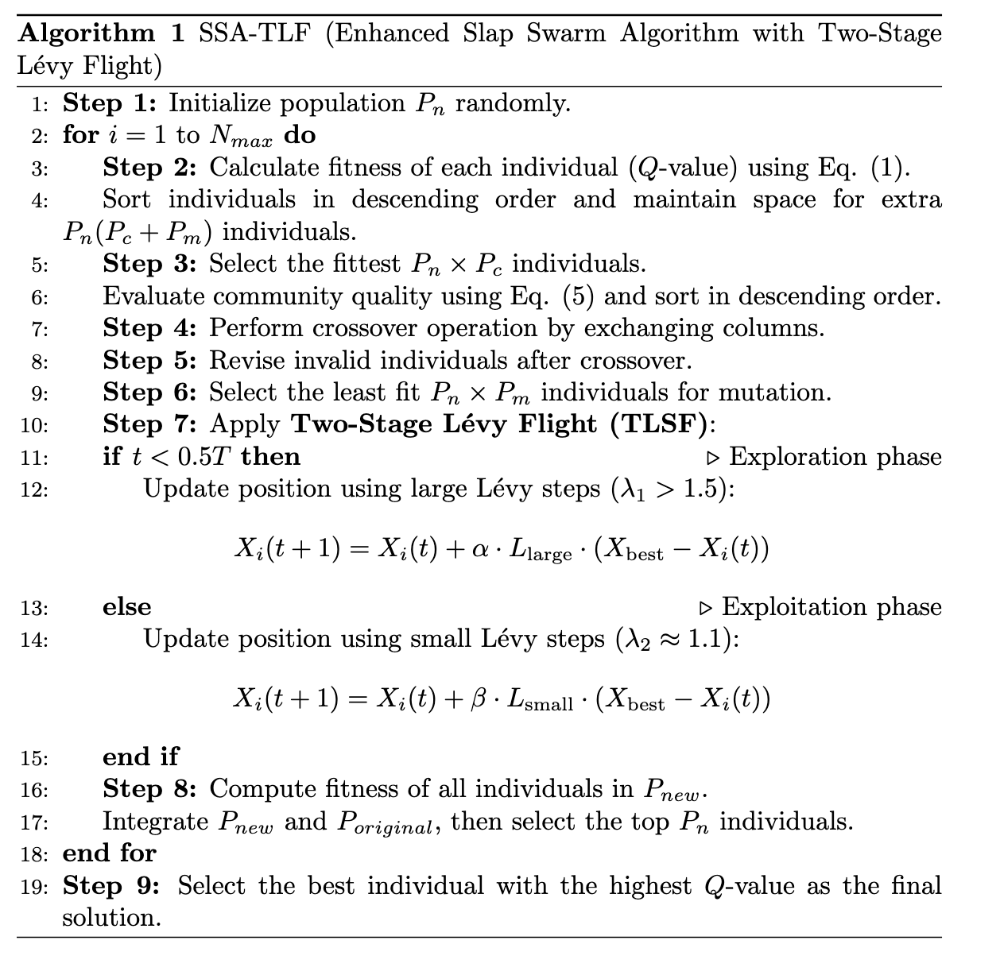 Algorithm 1 SSA-TLF (Enhanced Slap Swarm Algorithm with Two-Stage
Lévy Flight)
1: Step 1: Initialize population Pₙ randomly.
2: for i = 1 to N_max do
3: Step 2: Calculate fitness of each individual (Q-value) using Eq. (1).
4: Sort individuals in descending order and maintain space for extra
Pₙ(P_c + P_m) individuals.
5: Step 3: Select the fittest Pₙ × P_c individuals.
6: Evaluate community quality using Eq. (5) and sort in descending order.
7: Step 4: Perform crossover operation by exchanging columns.
8: Step 5: Revise invalid individuals after crossover.
9: Step 6: Select the least fit Pₙ × P_m individuals for mutation.
10: Step 7: Apply Two-Stage Lévy Flight (TLSF):
11: if t < 0.5T then ▷ Exploration phase
12: Update position using large Lévy steps (λ₁ > 1.5):
X_i(t + 1) = X_i(t) + α · L_large · (X_best − X_i(t))
13: else ▷ Exploitation phase
14: Update position using small Lévy steps (λ₂ ≈ 1.1):
X_i(t + 1) = X_i(t) + β · L_small · (X_best − X_i(t))
15: end if
16: Step 8: Compute fitness of all individuals in P_new.
17: Integrate P_new and P_original, then select the top Pₙ individuals.
18: end for
19: Step 9: Select the best individual with the highest Q-value as the final
solution.